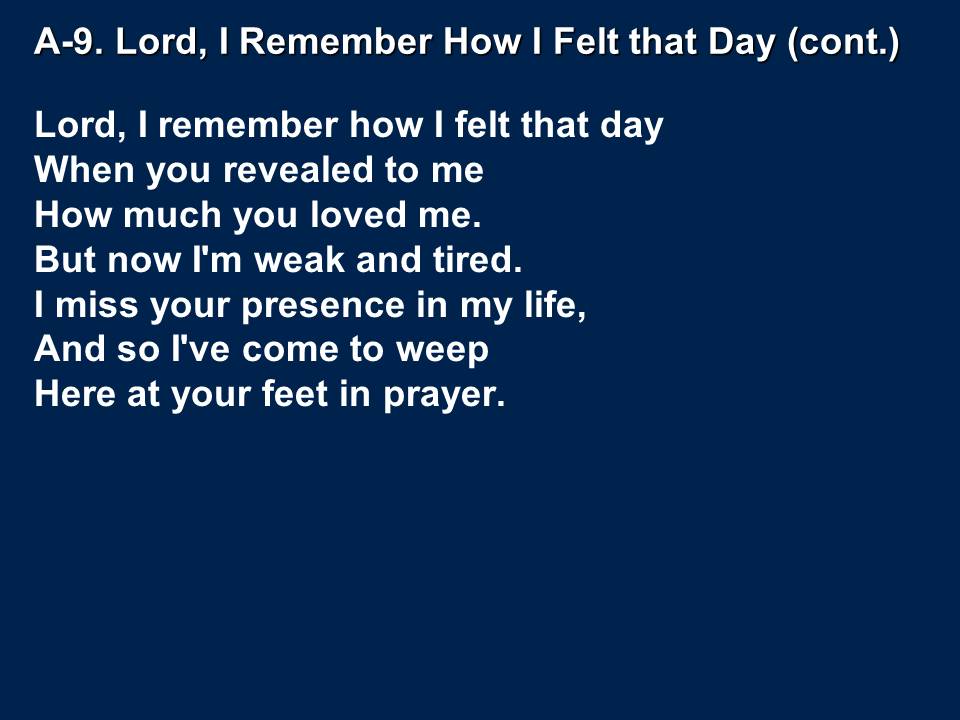 A-9. Lord, I Remember How I Felt that Day (cont.)
Lord, I remember how I felt that day
When you revealed to me
How much you loved me.
But now I'm weak and tired.
I miss your presence in my life,
And so I've come to weep
Here at your feet in prayer.